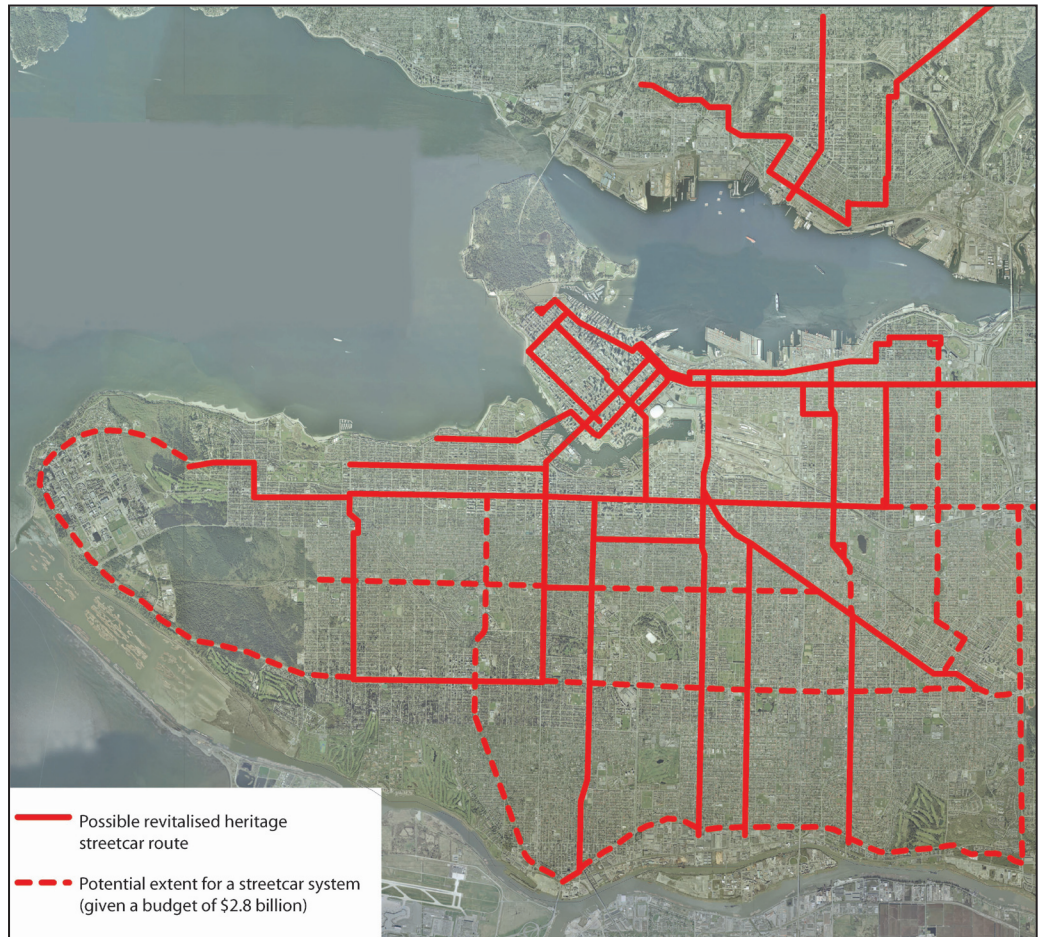 Possible revitalised heritage
streetcar route
Potential extent for a streetcar system
(given a budget of $2.8 billion)